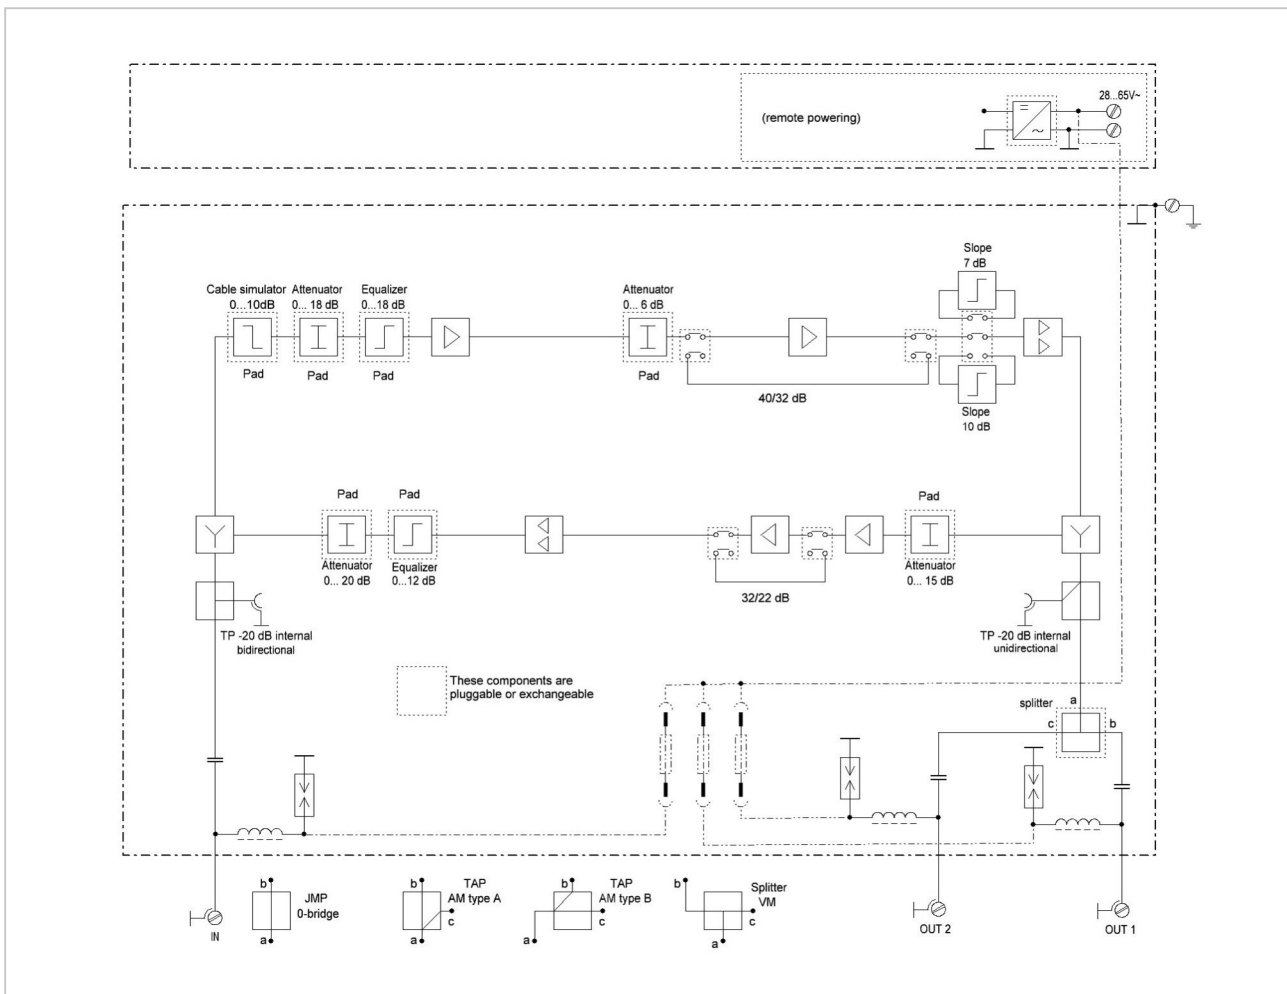 28...65V~
(remote powering)
Slope
7 dB
Cable simulator
0...10dB
Attenuator
0... 18 dB
Equalizer
0...18 dB
Attenuator
0... 6 dB
Pad
Pad
Pad
Pad
40/32 dB
Slope
10 dB
Pad
Pad
Pad
Attenuator
0... 20 dB
Equalizer
0...12 dB
Attenuator
0... 15 dB
32/22 dB
TP -20 dB internal
bidirectional
TP -20 dB internal
unidirectional
These components are
pluggable or exchangeable
splitter
a
c
b
b
JMP
0-bridge
a
b
TAP
AM type A
c
a
b
TAP
AM type B
c
a
b
Splitter
VM
c
a
IN
OUT 2
OUT 1